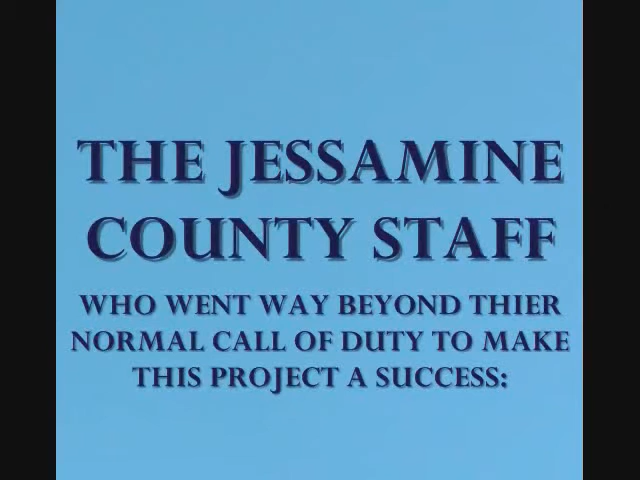 THE JESSAMINE
COUNTY STAFF
WHO WENT WAY BEYOND THIER
NORMAL CALL OF DUTY TO MAKE
THIS PROJECT A SUCCESS: